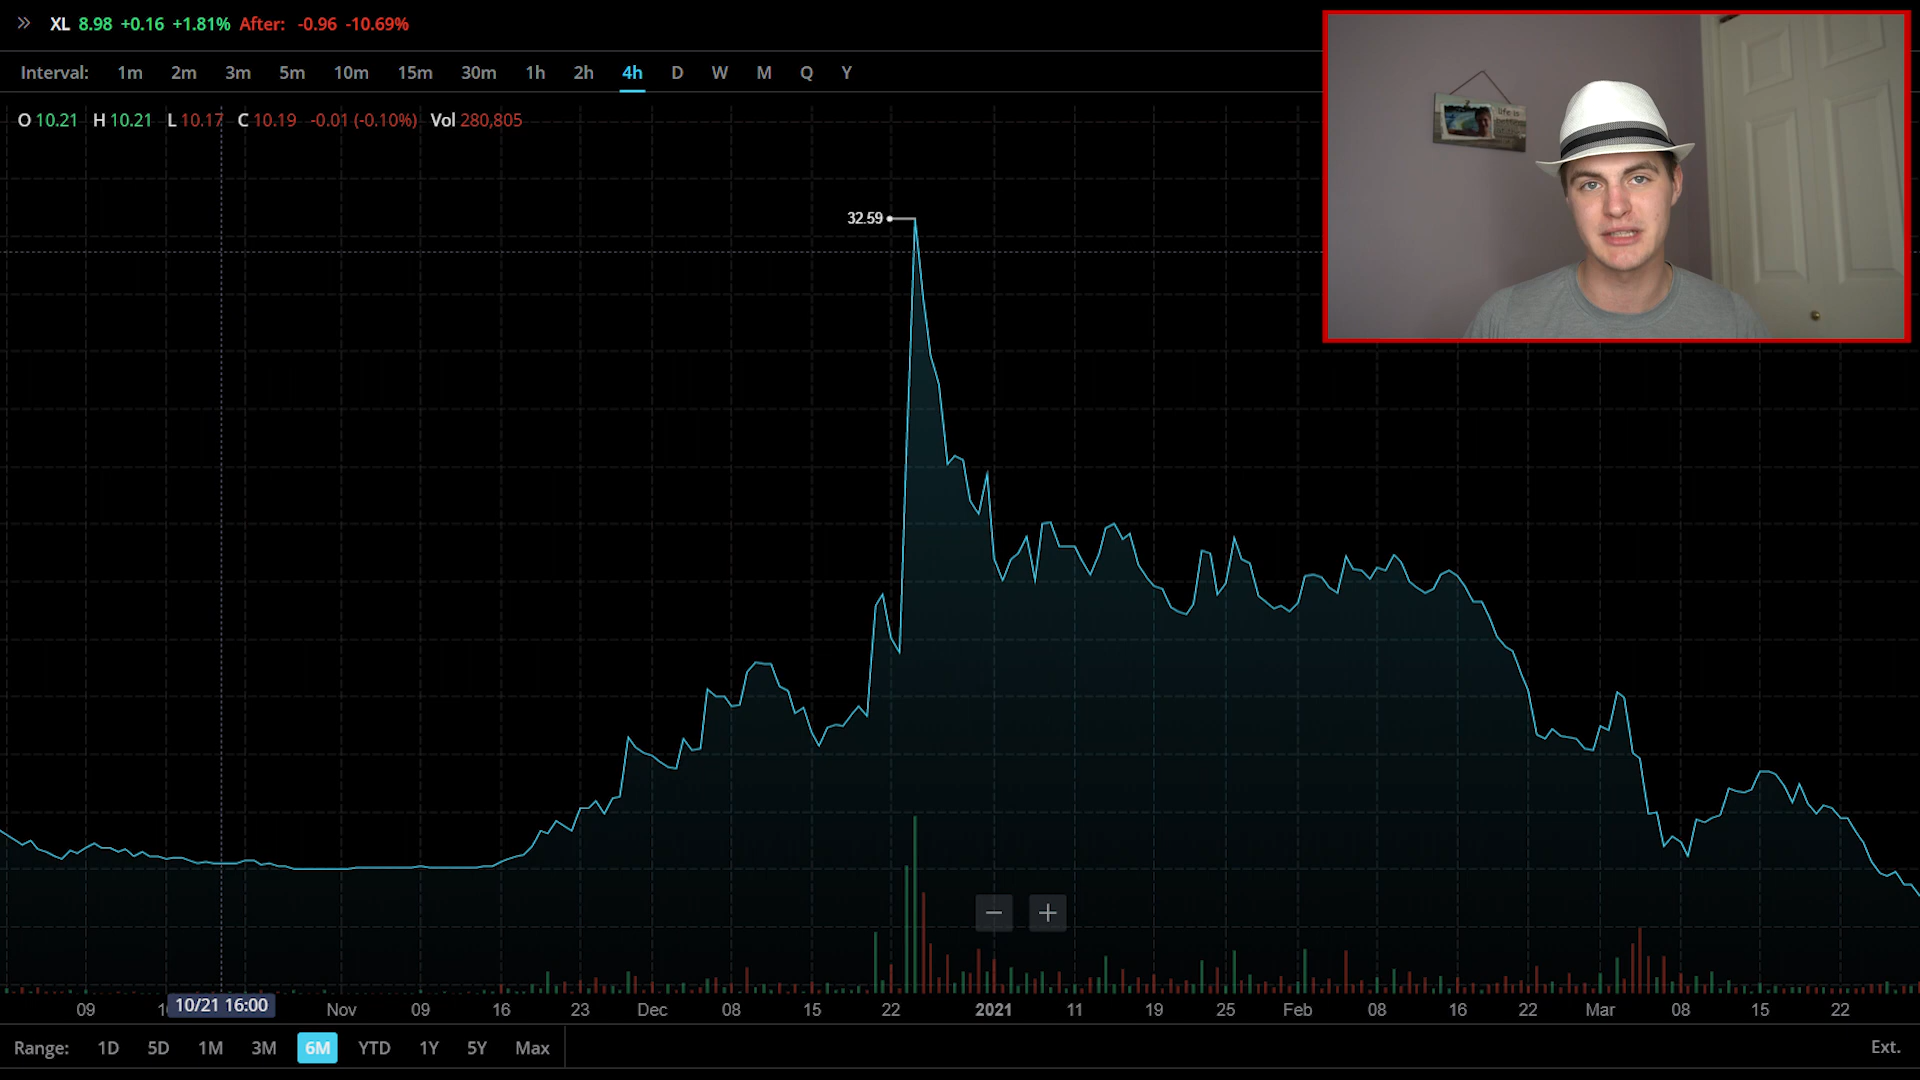 XL 8.98 +0.16 +1.81% After: -0.96 -10.69%
Interval: 1m 2m 3m 5m 10m 15m 30m 1h 2h 4h D W M Q Y
O 10.21 H 10.21 L 10.17 C 10.19 -0.01 (-0.10%) Vol 280,805
life is
32.59
09 10/21 16:00 Nov 09 16 23 Dec 08 15 22 2021 11 19 25 Feb 08 16 22 Mar 08 15 22
Range: 1D 5D 1M 3M 6M YTD 1Y 5Y Max Ext.